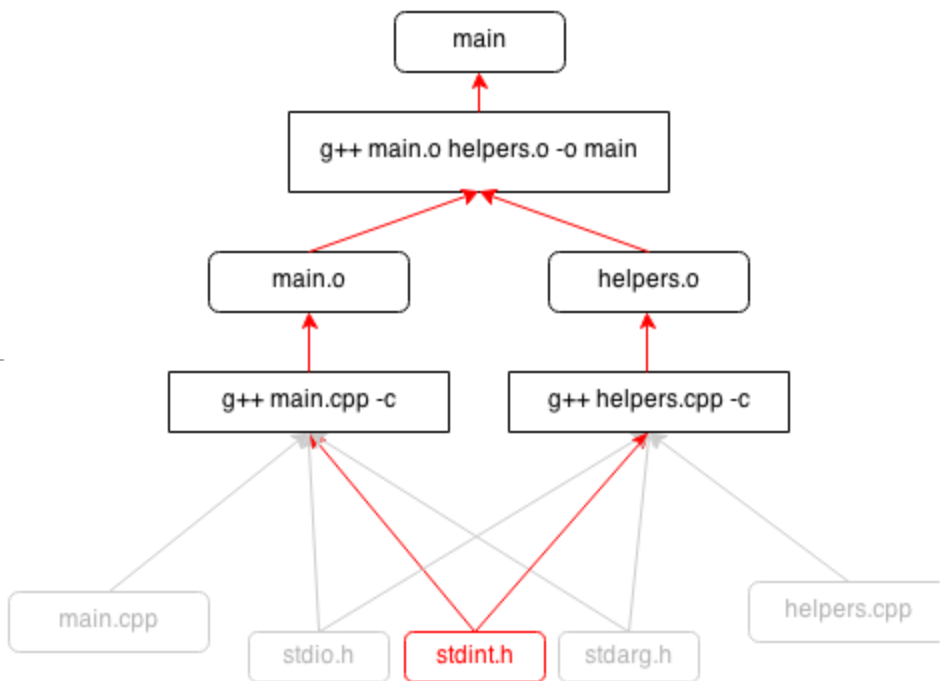 main
g++ main.o helpers.o -o main
main.o
helpers.o
g++ main.cpp -c
g++ helpers.cpp -c
main.cpp
helpers.cpp
stdio.h
stdint.h
stdarg.h